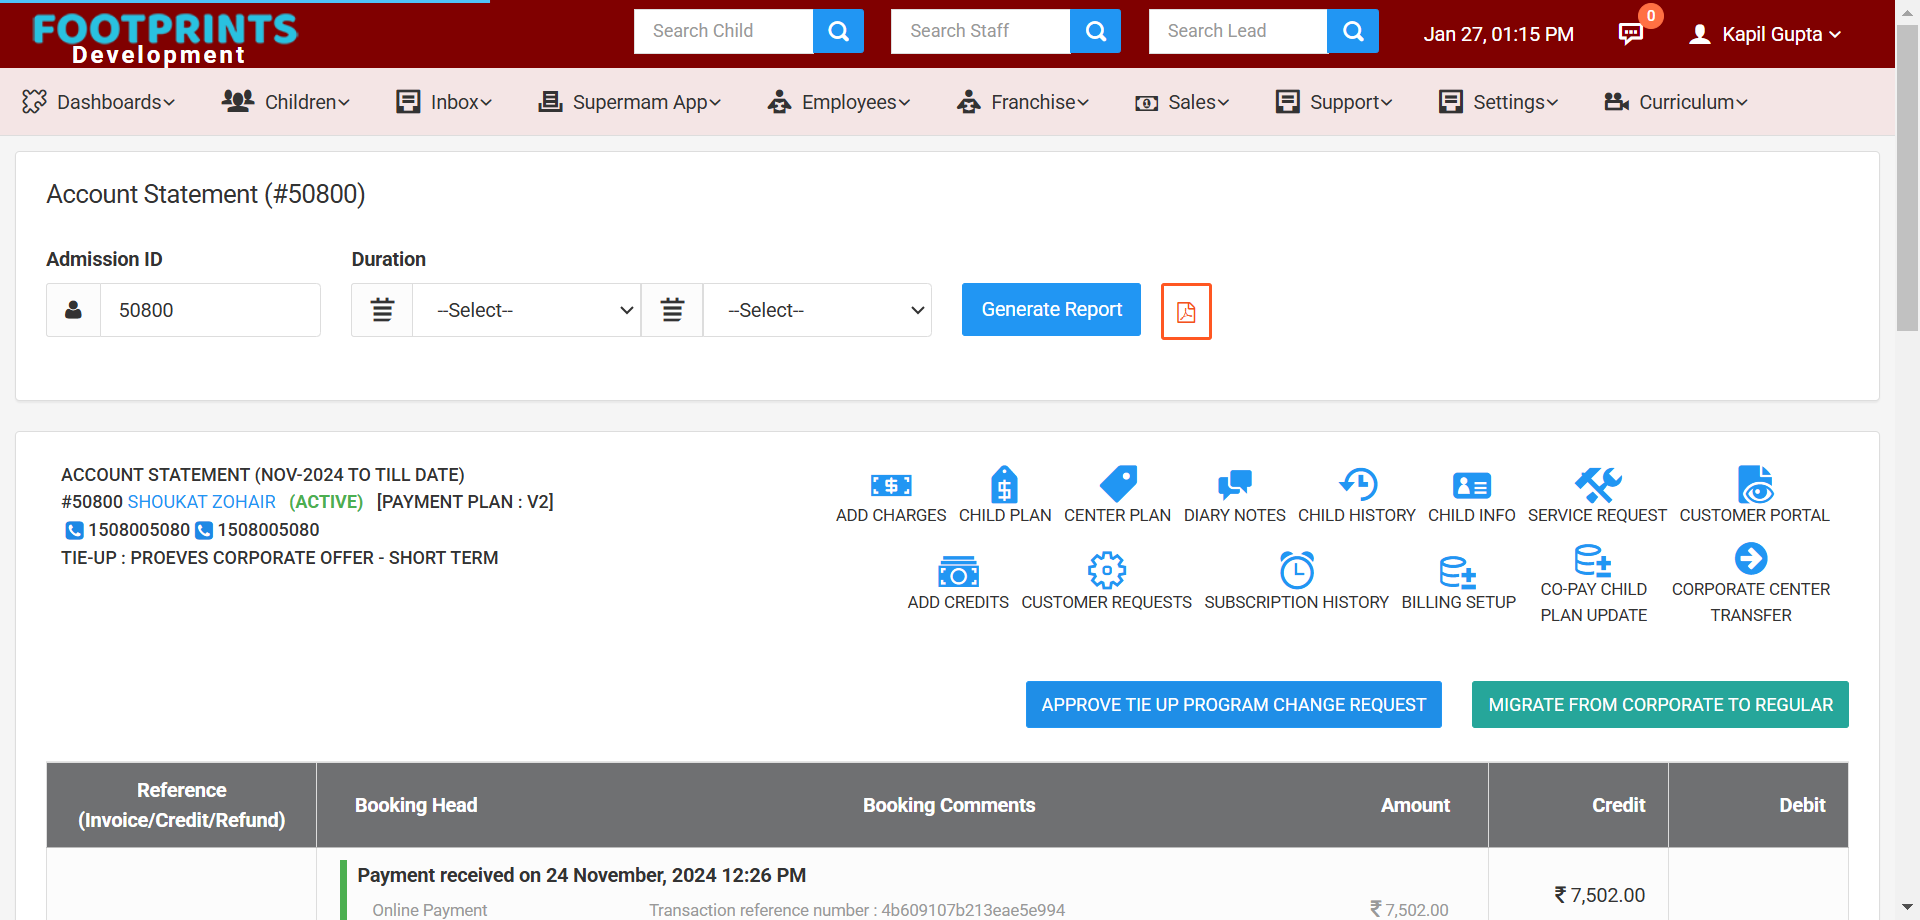 FOOTPRINTS
Development
Search Child
Search Staff
Search Lead
Jan 27, 01:15 PM
0
Kapil Gupta
Dashboards
Children
Inbox
Supermam App
Employees
Franchise
Sales
Support
Settings
Curriculum
Account Statement (#50800)
Admission ID
Duration
50800
--Select--
--Select--
Generate Report
ACCOUNT STATEMENT (NOV-2024 TO TILL DATE)
#50800 SHOUKAT ZOHAIR (ACTIVE) [PAYMENT PLAN : V2]
1508005080 1508005080
TIE-UP : PROEVES CORPORATE OFFER - SHORT TERM
ADD CHARGES
CHILD PLAN
CENTER PLAN
DIARY NOTES
CHILD HISTORY
CHILD INFO
SERVICE REQUEST
CUSTOMER PORTAL
ADD CREDITS
CUSTOMER REQUESTS
SUBSCRIPTION HISTORY
BILLING SETUP
CO-PAY CHILD
PLAN UPDATE
CORPORATE CENTER
TRANSFER
APPROVE TIE UP PROGRAM CHANGE REQUEST
MIGRATE FROM CORPORATE TO REGULAR
Reference
(Invoice/Credit/Refund)
Booking Head
Booking Comments
Amount
Credit
Debit
Payment received on 24 November, 2024 12:26 PM
₹ 7,502.00
Online Payment
Transaction reference number : 4b609107b213eae5e994
₹ 7,502.00